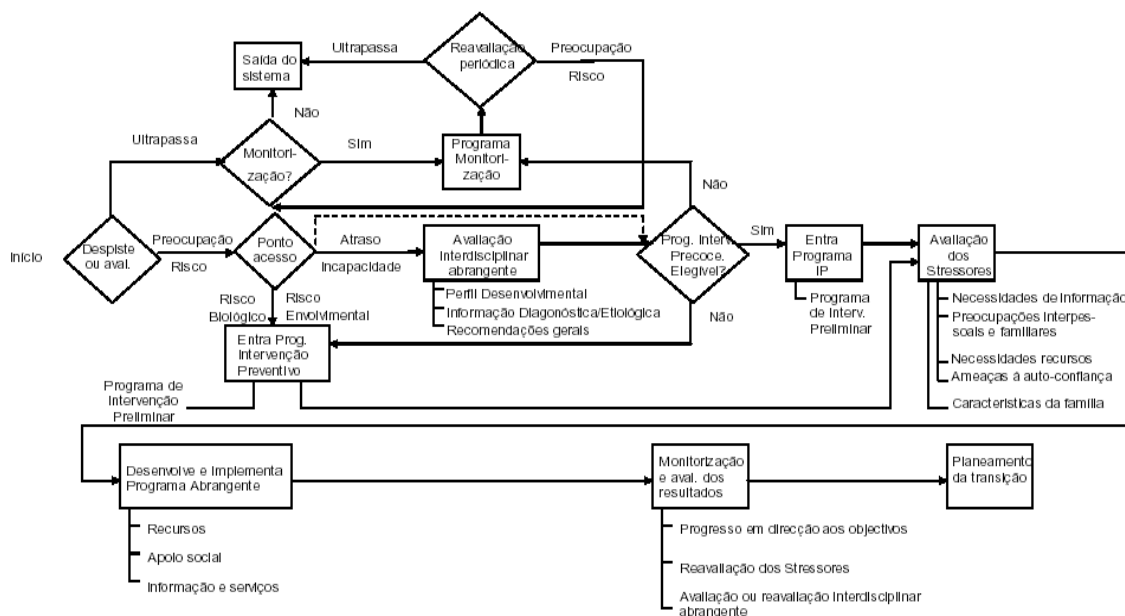 Ultrapassa
Reavaliação
periódica
Preocupação
Risco
Saída do
sistema
Não
Ultrapassa
Monitori-
zação?
Sim
Programa
Monitori-
zação
Não
Início
Despiste
ou aval.
Preocupação
Risco
Ponto
acesso
Atraso
Incapacidade
Avaliação
Interdisciplinar
abrangente
Prog. Interv.
Precoce.
Elegível?
Sim
Entra
Programa
IP
Avaliação
dos
Stressores
Risco
Biológico
Risco
Envolvimental
Perfil Desenvolvimental
Informação Diagonóstica/Etiológica
Recomendações gerais
Não
Programa
de Interv.
Preliminar
Necessidades de Informação
Preocupações Interpes-
soais e familiares
Necessidades recursos
Ameaças à auto-confiança
Características da família
Entra Prog.
Intervenção
Preventivo
Programa de
Intervenção
Preliminar
Desenvolve e Implementa
Programa Abrangente
Recursos
Apoio social
Informação e serviços
Monitorização
e aval. dos
resultados
Progresso em direcção aos objectivos
Reavaliação dos Stressores
Avaliação ou reavaliação Interdisciplinar
abrangente
Planeamento
da transição